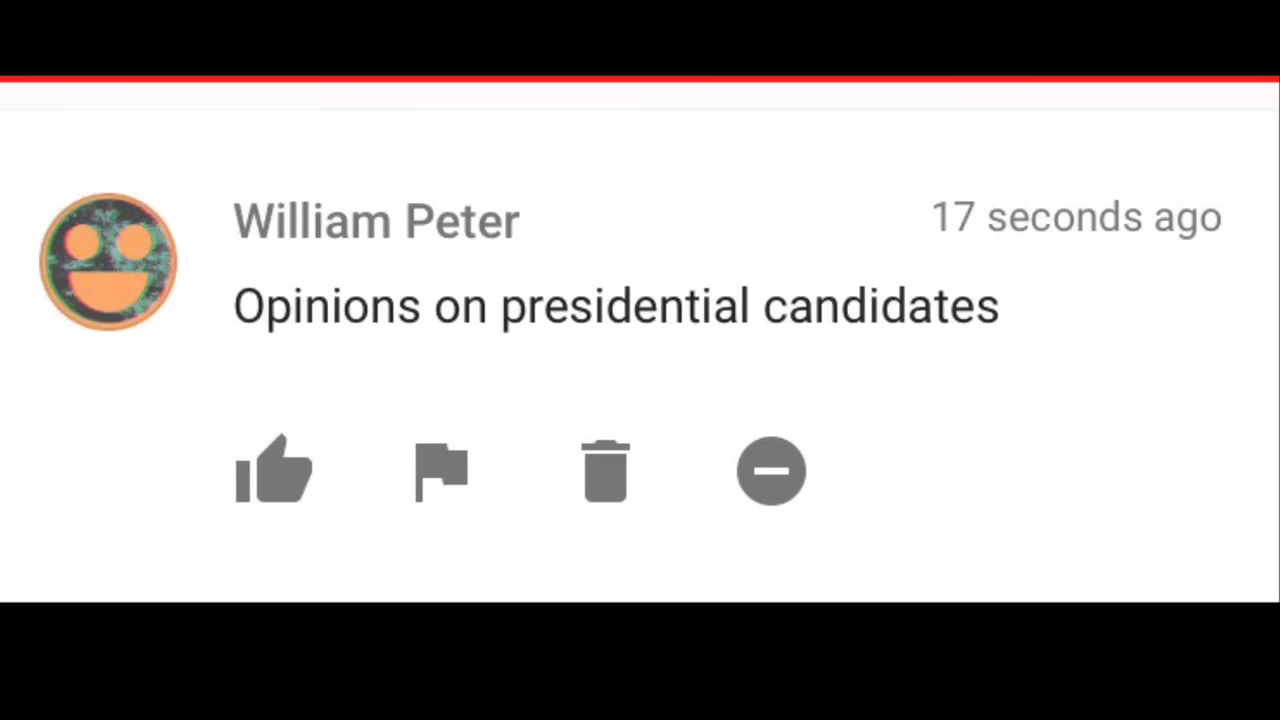 William Peter
17 seconds ago
Opinions on presidential candidates